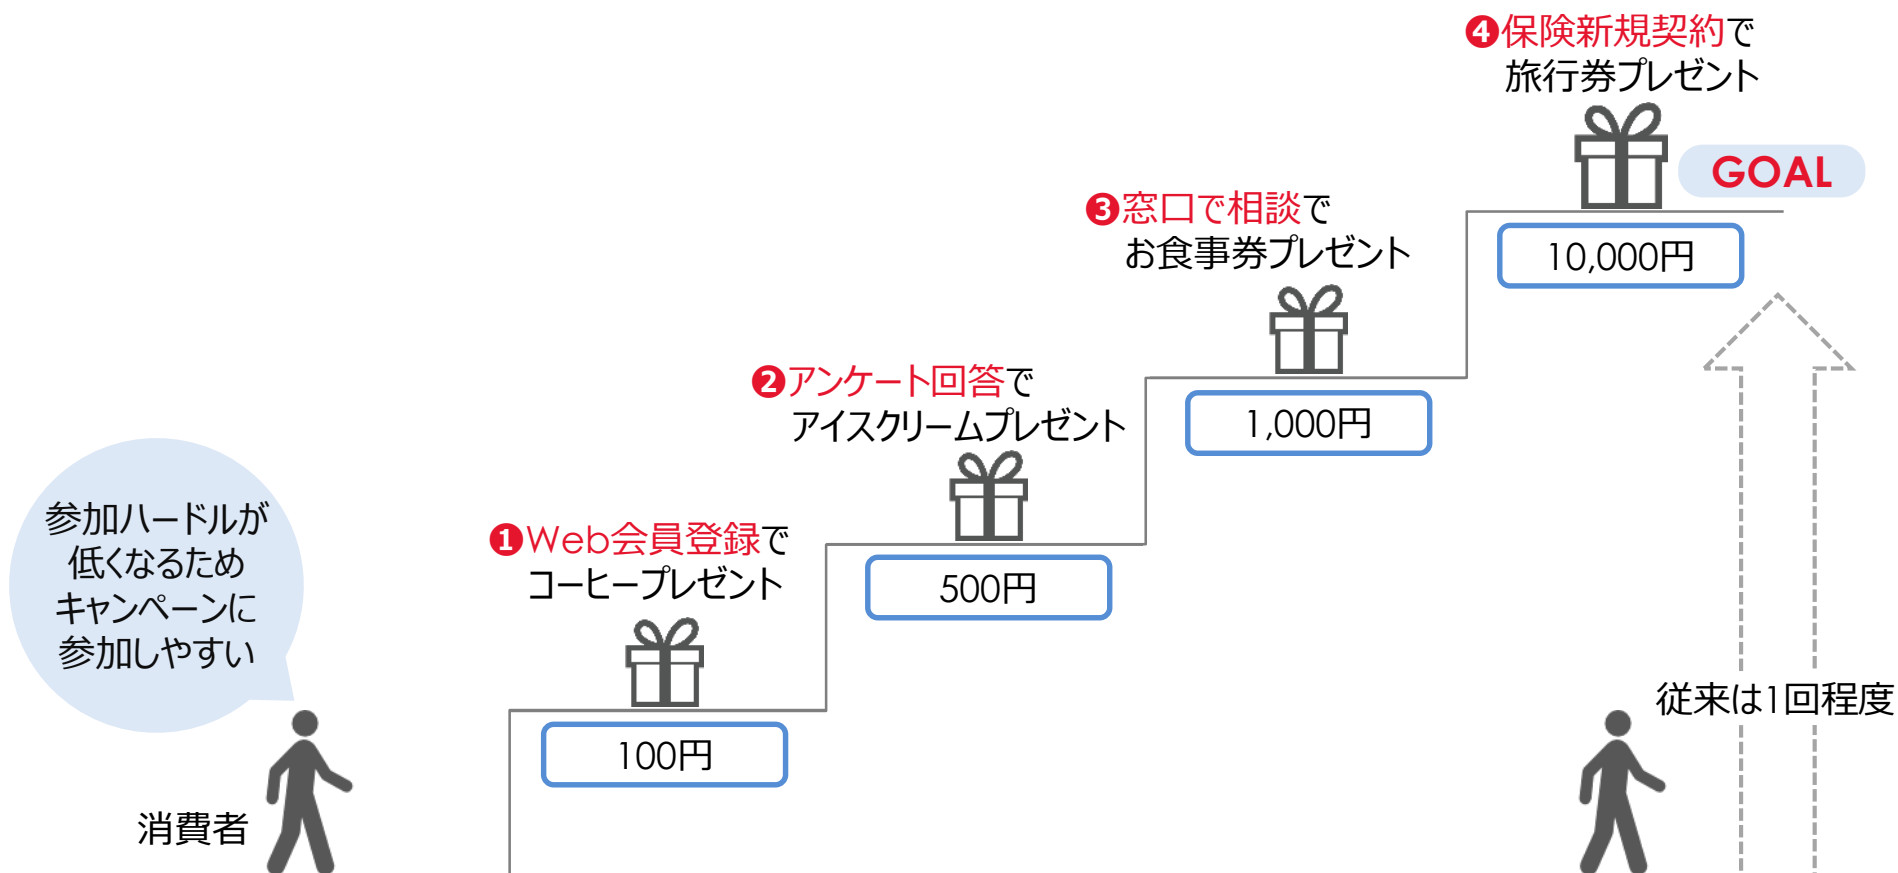 ❹保険新規契約で
旅行券プレゼント
GOAL
10,000円
❸窓口で相談で
お食事券プレゼント
1,000円
❷アンケート回答で
アイスクリームプレゼント
500円
❶Web会員登録で
コーヒープレゼント
100円
参加ハードルが
低くなるため
キャンペーンに
参加しやすい
消費者
従来は1回程度